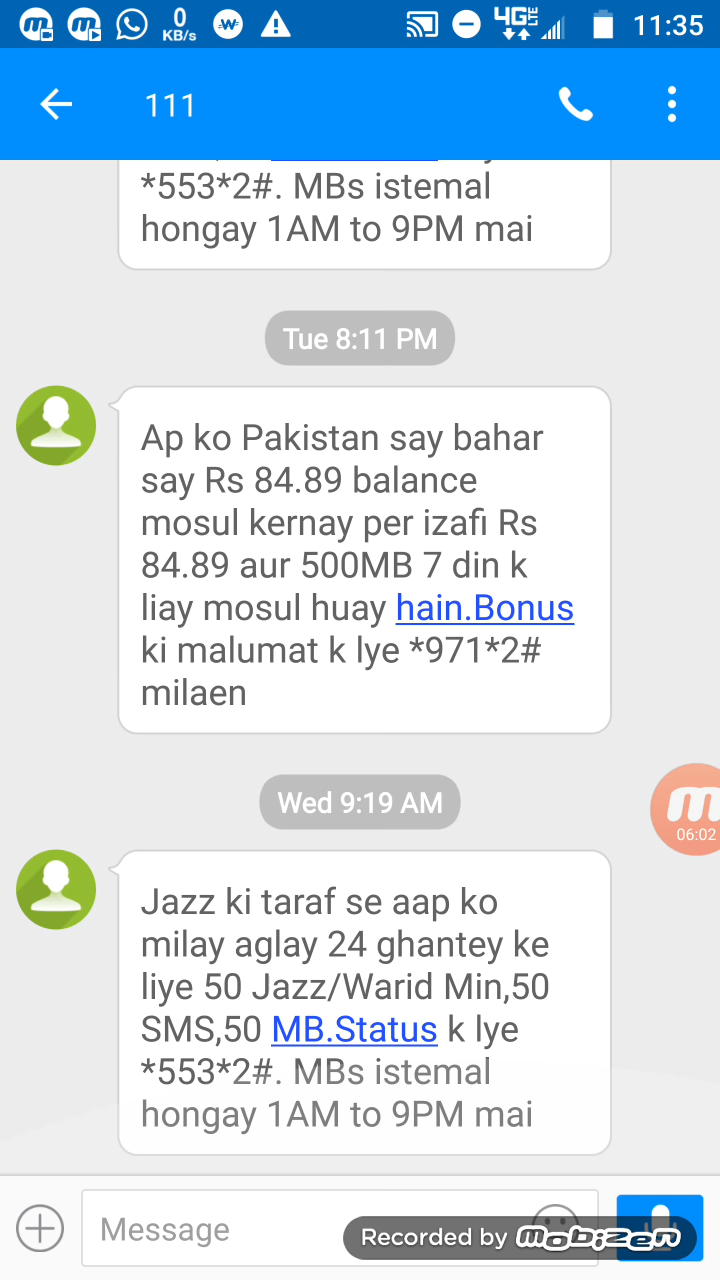 0
KB/s
W
4G LTE
11:35
111
*553*2#. MBs istemal
hongay 1AM to 9PM mai
Tue 8:11 PM
Ap ko Pakistan say bahar
say Rs 84.89 balance
mosul kernay per izafi Rs
84.89 aur 500MB 7 din k
liay mosul huay hain.Bonus
ki malumat k lye *971*2#
milaen
Wed 9:19 AM
m
06:02
Jazz ki taraf se aap ko
milay aglay 24 ghantey ke
liye 50 Jazz/Warid Min,50
SMS,50 MB.Status k lye
*553*2#. MBs istemal
hongay 1AM to 9PM mai
Message
Recorded by mobizen